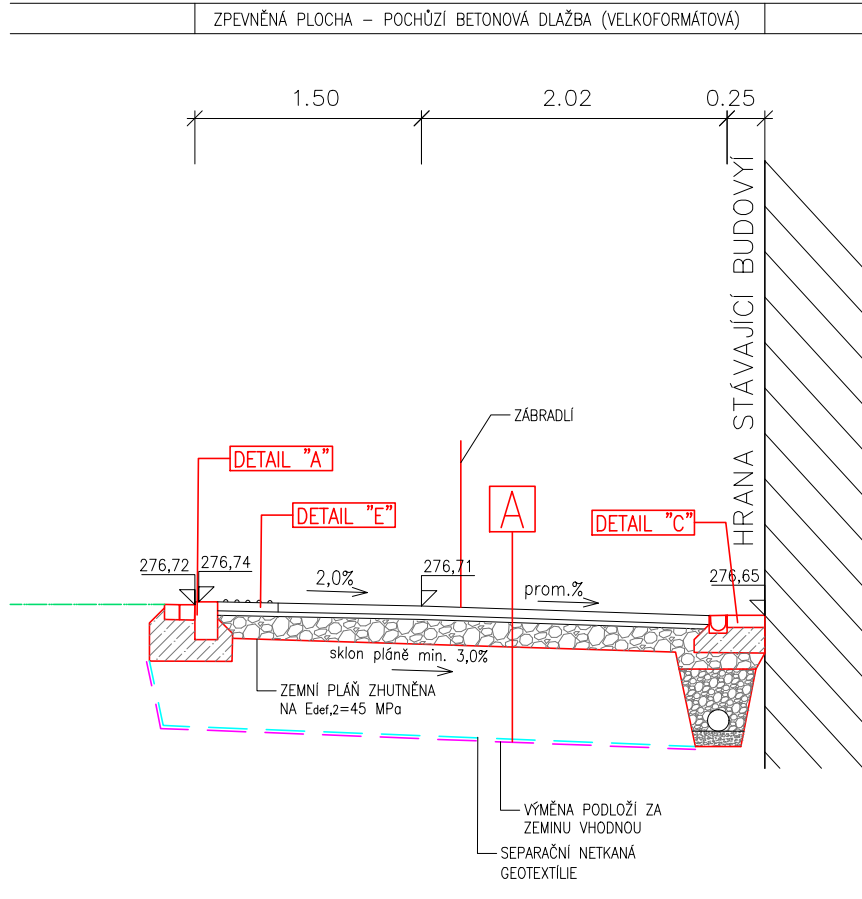 ZPEVNĚNÁ PLOCHA – POCHŮZÍ BETONOVÁ DLAŽBA (VELKOFORMÁTOVÁ)
1.50
2.02
0.25
HRANA STÁVAJÍCÍ BUDOVYÍ
ZÁBRADLÍ
DETAIL "A"
DETAIL "E"
A
DETAIL "C"
276,72
276,74
2,0%
276,71
prom.%
276,65
sklon pláně min. 3,0%
ZEMNÍ PLÁŇ ZHUTNĚNA
NA Edef,2=45 MPa
VÝMĚNA PODLOŽÍ ZA
ZEMINU VHODNOU
SEPARAČNÍ NETKANÁ
GEOTEXTÍLIE